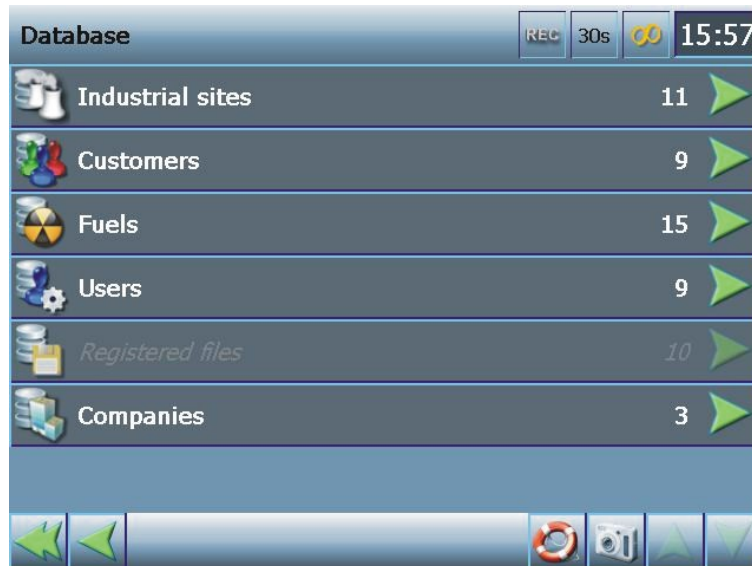 Database REC 30s 15:57
Industrial sites 11
Customers 9
Fuels 15
Users 9
Registered files 10
Companies 3